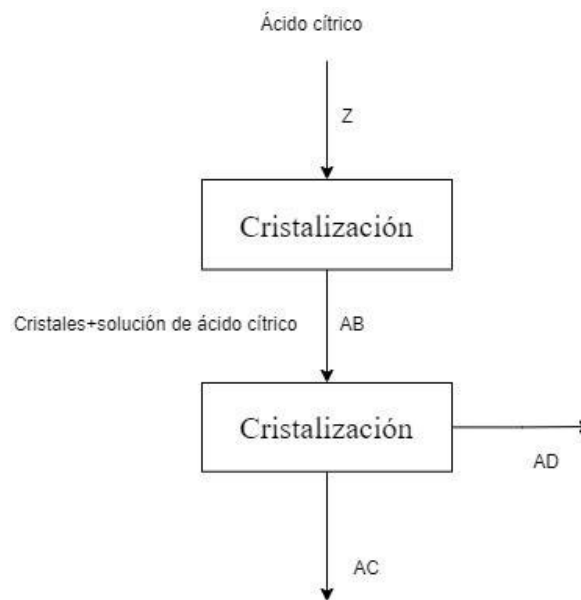 Ácido cítrico
Z
Cristalización
Cristales+solución de ácido cítrico
AB
Cristalización
AD
AC